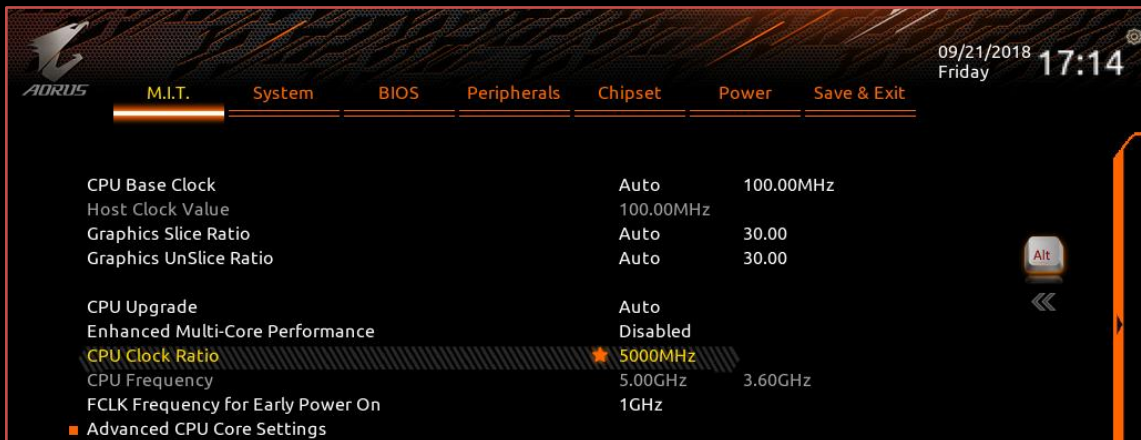 09/21/2018 17:14
Friday
AORUS
M.I.T. System BIOS Peripherals Chipset Power Save & Exit
CPU Base Clock Auto 100.00MHz
Host Clock Value 100.00MHz
Graphics Slice Ratio Auto 30.00
Graphics UnSlice Ratio Auto 30.00
Alt
CPU Upgrade Auto
Enhanced Multi-Core Performance Disabled
CPU Clock Ratio 5000MHz
CPU Frequency 5.00GHz 3.60GHz
FCLK Frequency for Early Power On 1GHz
Advanced CPU Core Settings